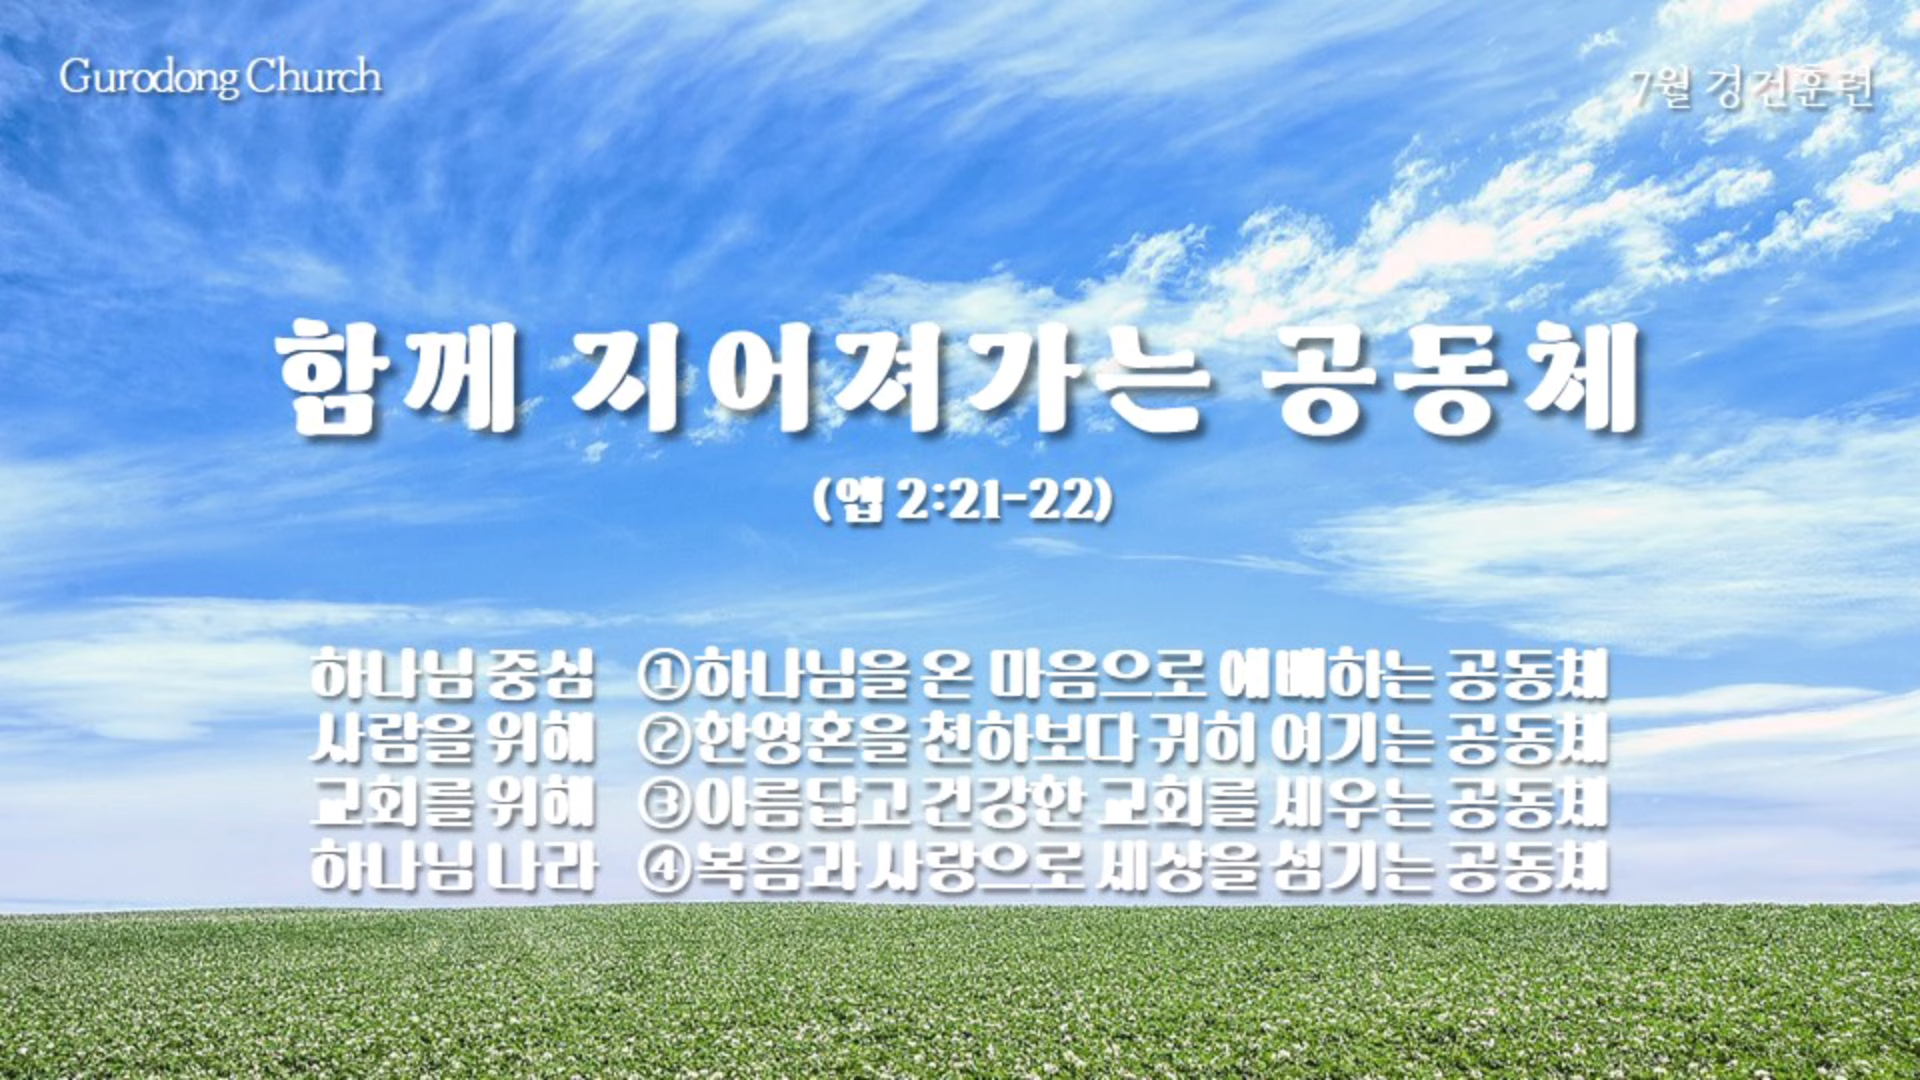 Gurodong Church
7월 경건훈련
함께 지어져가는 공동체
(엡 2:21-22)
하나님 중심 ①하나님을 온 마음으로 예배하는 공동체
사람을 위해 ②한영혼을 천하보다 귀히 여기는 공동체
교회를 위해 ③아름답고 건강한 교회를 세우는 공동체
하나님 나라 ④복음과 사랑으로 세상을 섬기는 공동체